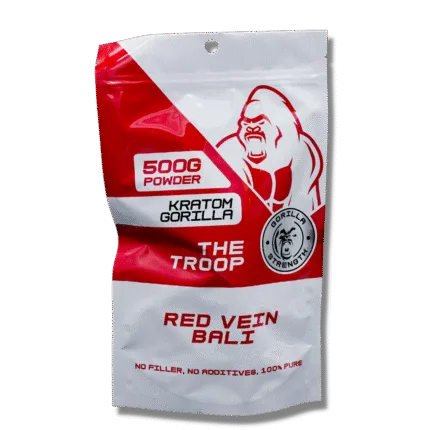 500G
POWDER
KRATOM
GORILLA
THE
TROOP
GORILLA
STRENGTH
RED VEIN
BALI
NO FILLER, NO ADDITIVES, 100% PURE